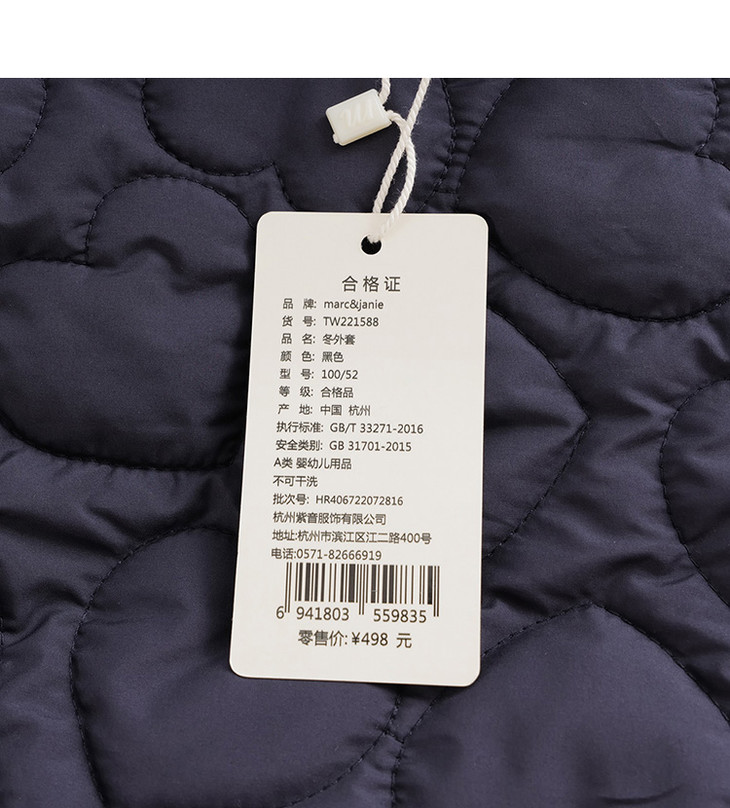 合格证
品 牌: marc&janie
货 号: TW221588
品 名: 冬外套
颜 色: 黑色
型 号: 100/52
等 级: 合格品
产 地: 中国 杭州
执行标准: GB/T 33271-2016
安全类别: GB 31701-2015
A类 婴幼儿用品
不可干洗
批次号: HR406722072816
杭州紫音服饰有限公司
地址:杭州市滨江区江二路400号
电话:0571-82666919
6 941803 559835
零售价:¥498 元